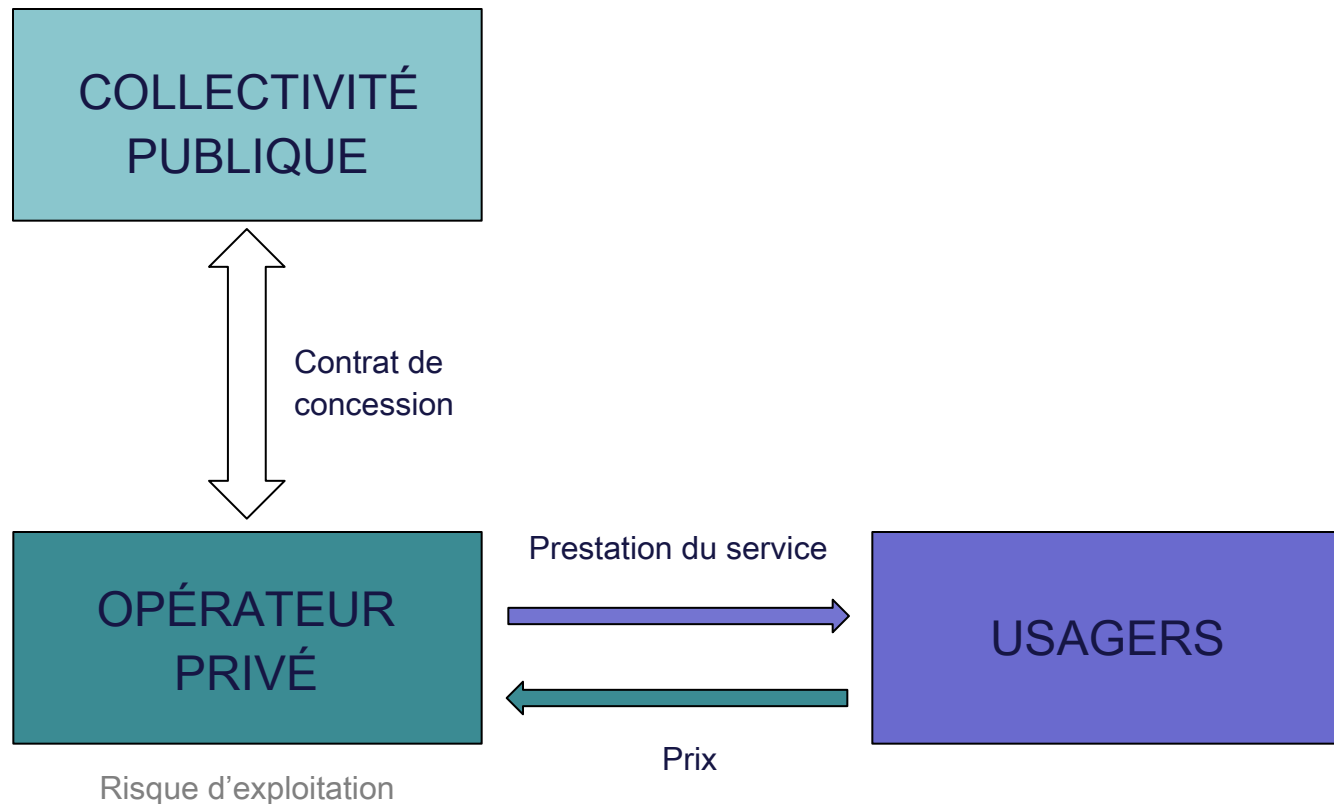 COLLECTIVITÉ
PUBLIQUE
Contrat de
concession
OPÉRATEUR
PRIVÉ
Prestation du service
Prix
USAGERS
Risque d’exploitation